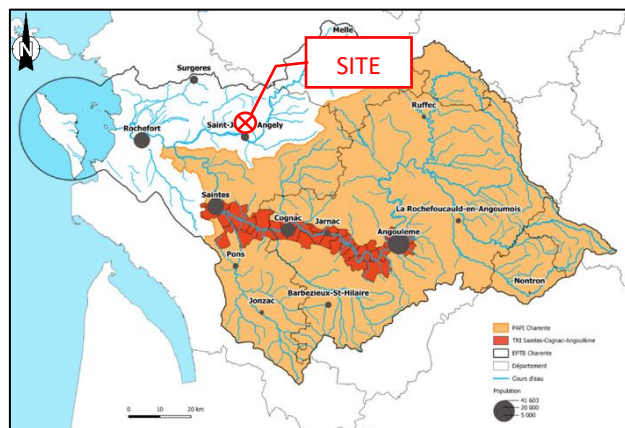 Melle
N
SITE
Surgeres
Ruffec
Saint-J
Angely
Rochefort
La Rochefoucauld-en-Angoumois
Saintes
Cognac
Jarnac
Angouleme
Pons
Nontron
Barbezieux-St-Hilaire
Jonzac
PAPI Charente
TRI Saintes-Cognac-Angoulême
EPTB Charente
Département
Cours d'eau
Population
41 603
20 000
5 000
0 10 20 km